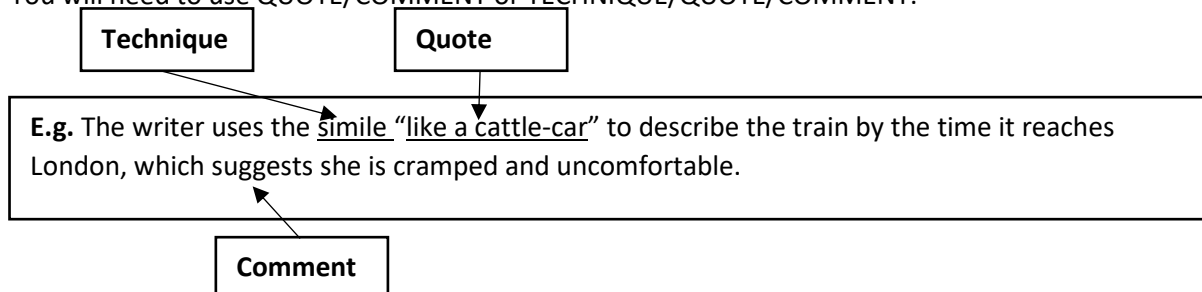 You will need to use QUOTE/COMMENT or TECHNIQUE/QUOTE/COMMENT.
Technique
Quote
E.g. The writer uses the simile “like a cattle-car” to describe the train by the time it reaches
London, which suggests she is cramped and uncomfortable.
Comment